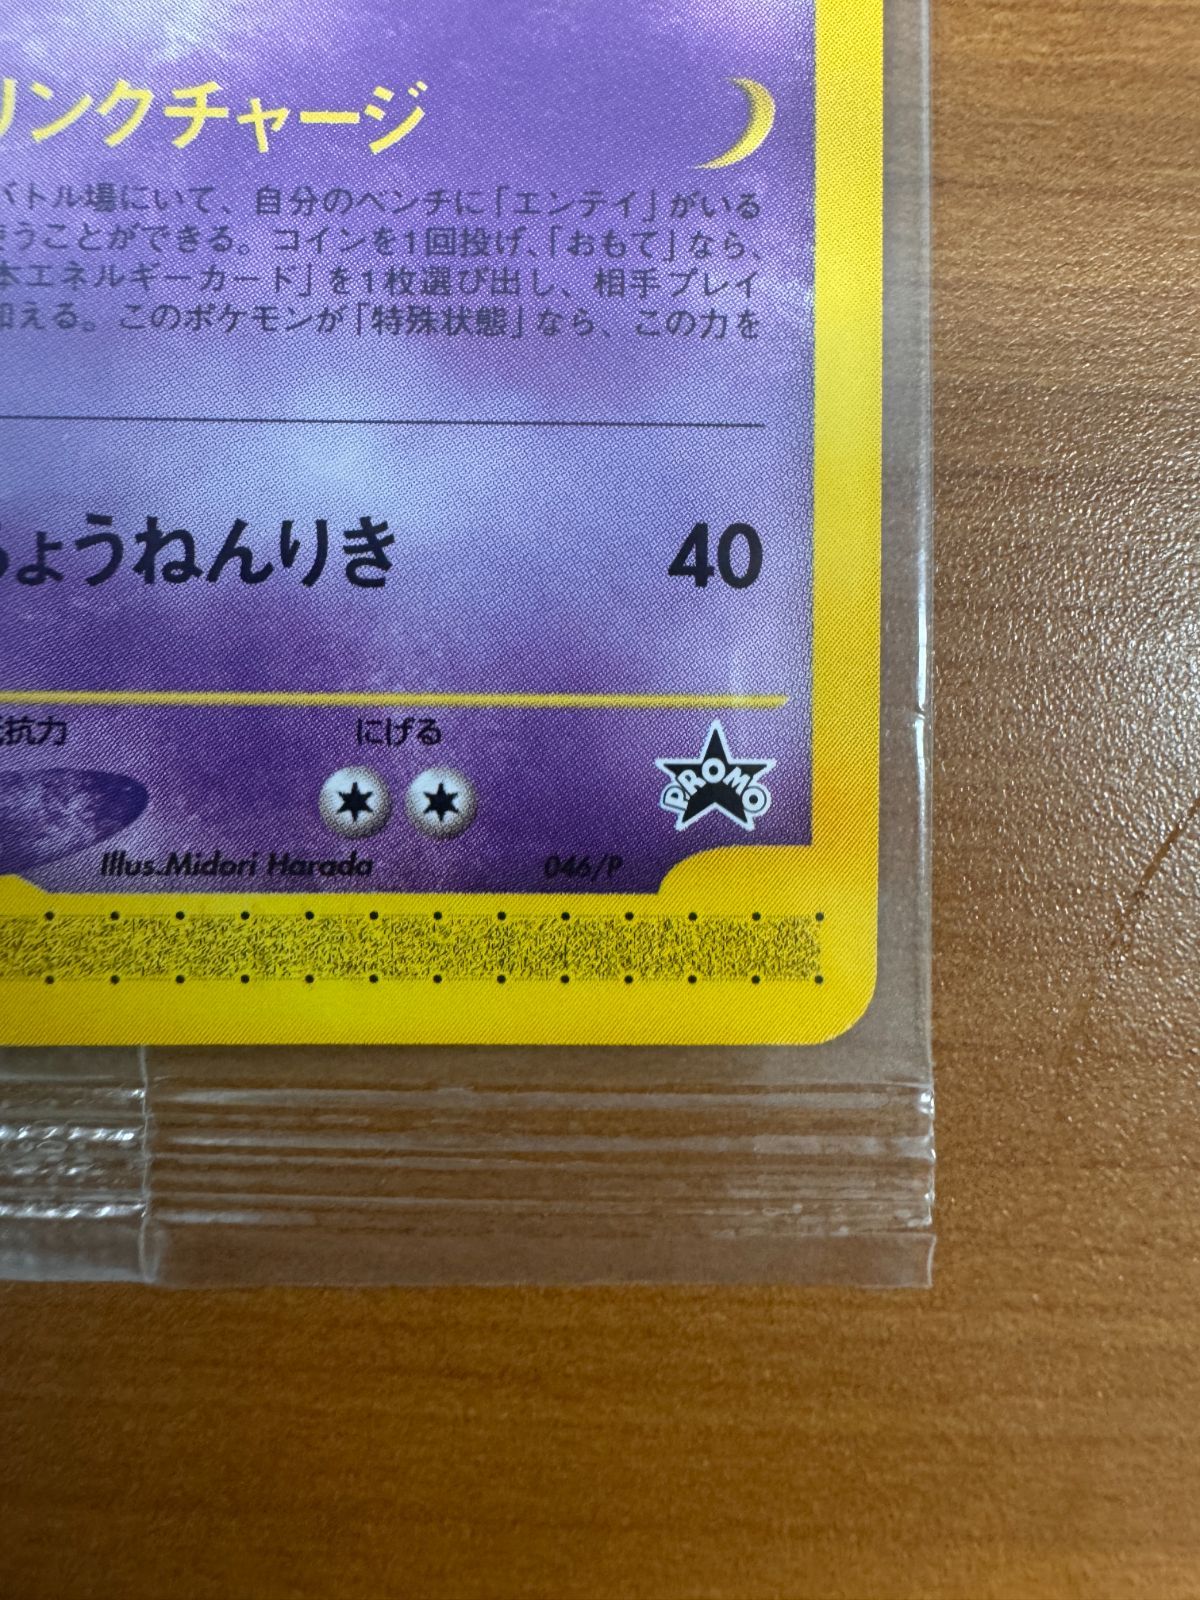 リンクチャージ
バトル場にいて、自分のベンチに「エンテイ」がいる
うことができる。コインを1回投げ、「おもて」なら、
本エネルギーカード」を1枚選び出し、相手プレイ
加える。このポケモンが「特殊状態」なら、この力を
ょうねんりき 40
抗力 にげる
PROMO
Illus.Midori Harada 046/P